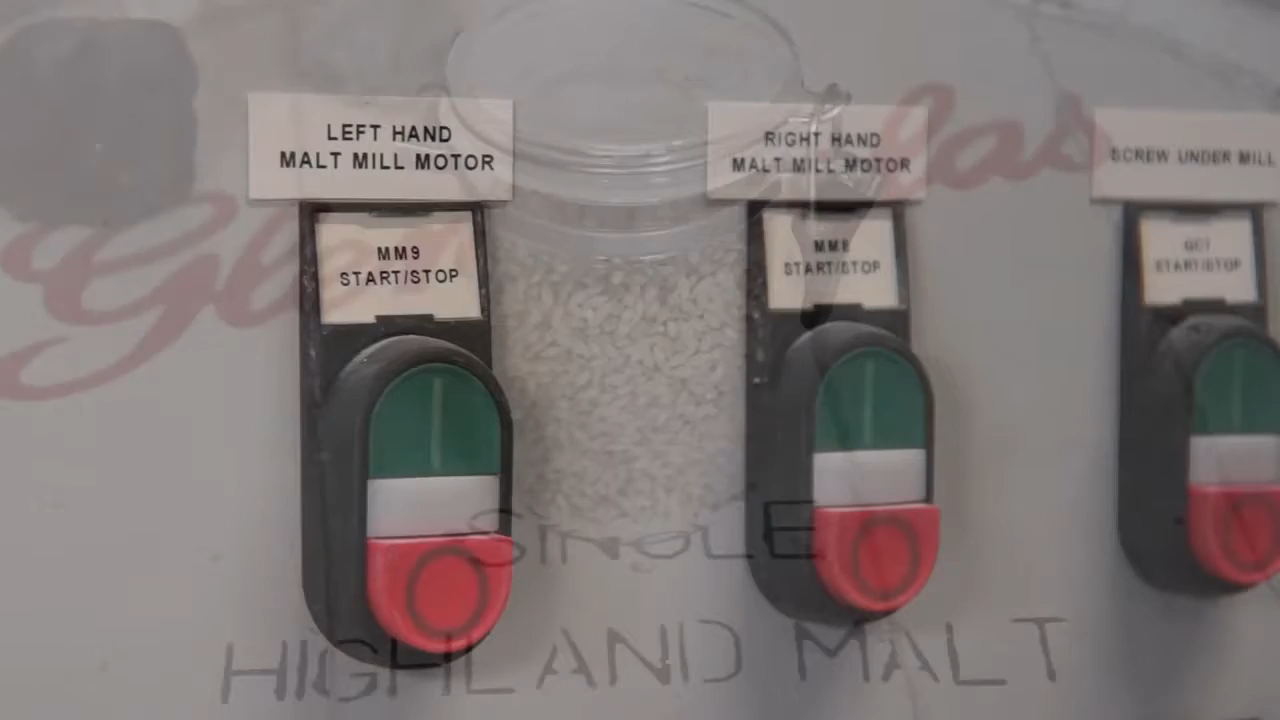 LEFT HAND
MALT MILL MOTOR
MM9
START/STOP
RIGHT HAND
MALT MILL MOTOR
MM8
START/STOP
SCREW UNDER MILL
START/STOP
SINGLE
HIGHLAND MALT